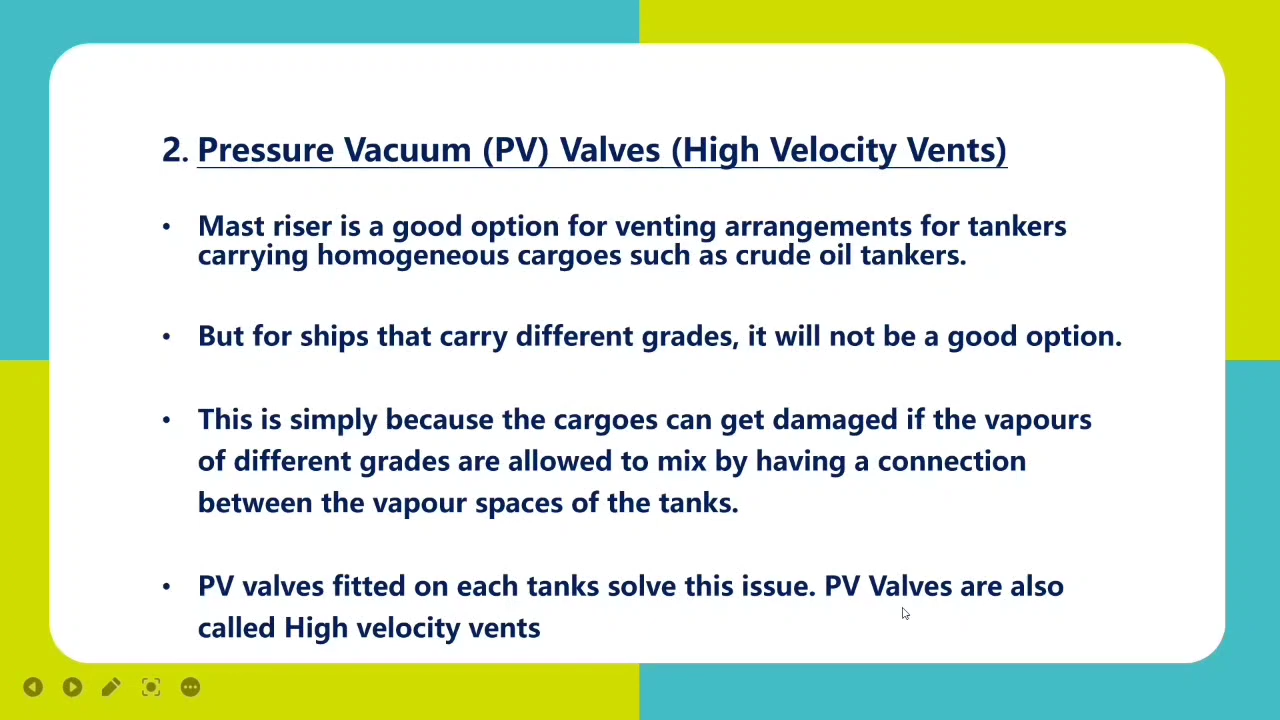 2. Pressure Vacuum (PV) Valves (High Velocity Vents)
• Mast riser is a good option for venting arrangements for tankers
carrying homogeneous cargoes such as crude oil tankers.
• But for ships that carry different grades, it will not be a good option.
• This is simply because the cargoes can get damaged if the vapours
of different grades are allowed to mix by having a connection
between the vapour spaces of the tanks.
• PV valves fitted on each tanks solve this issue. PV Valves are also
called High velocity vents